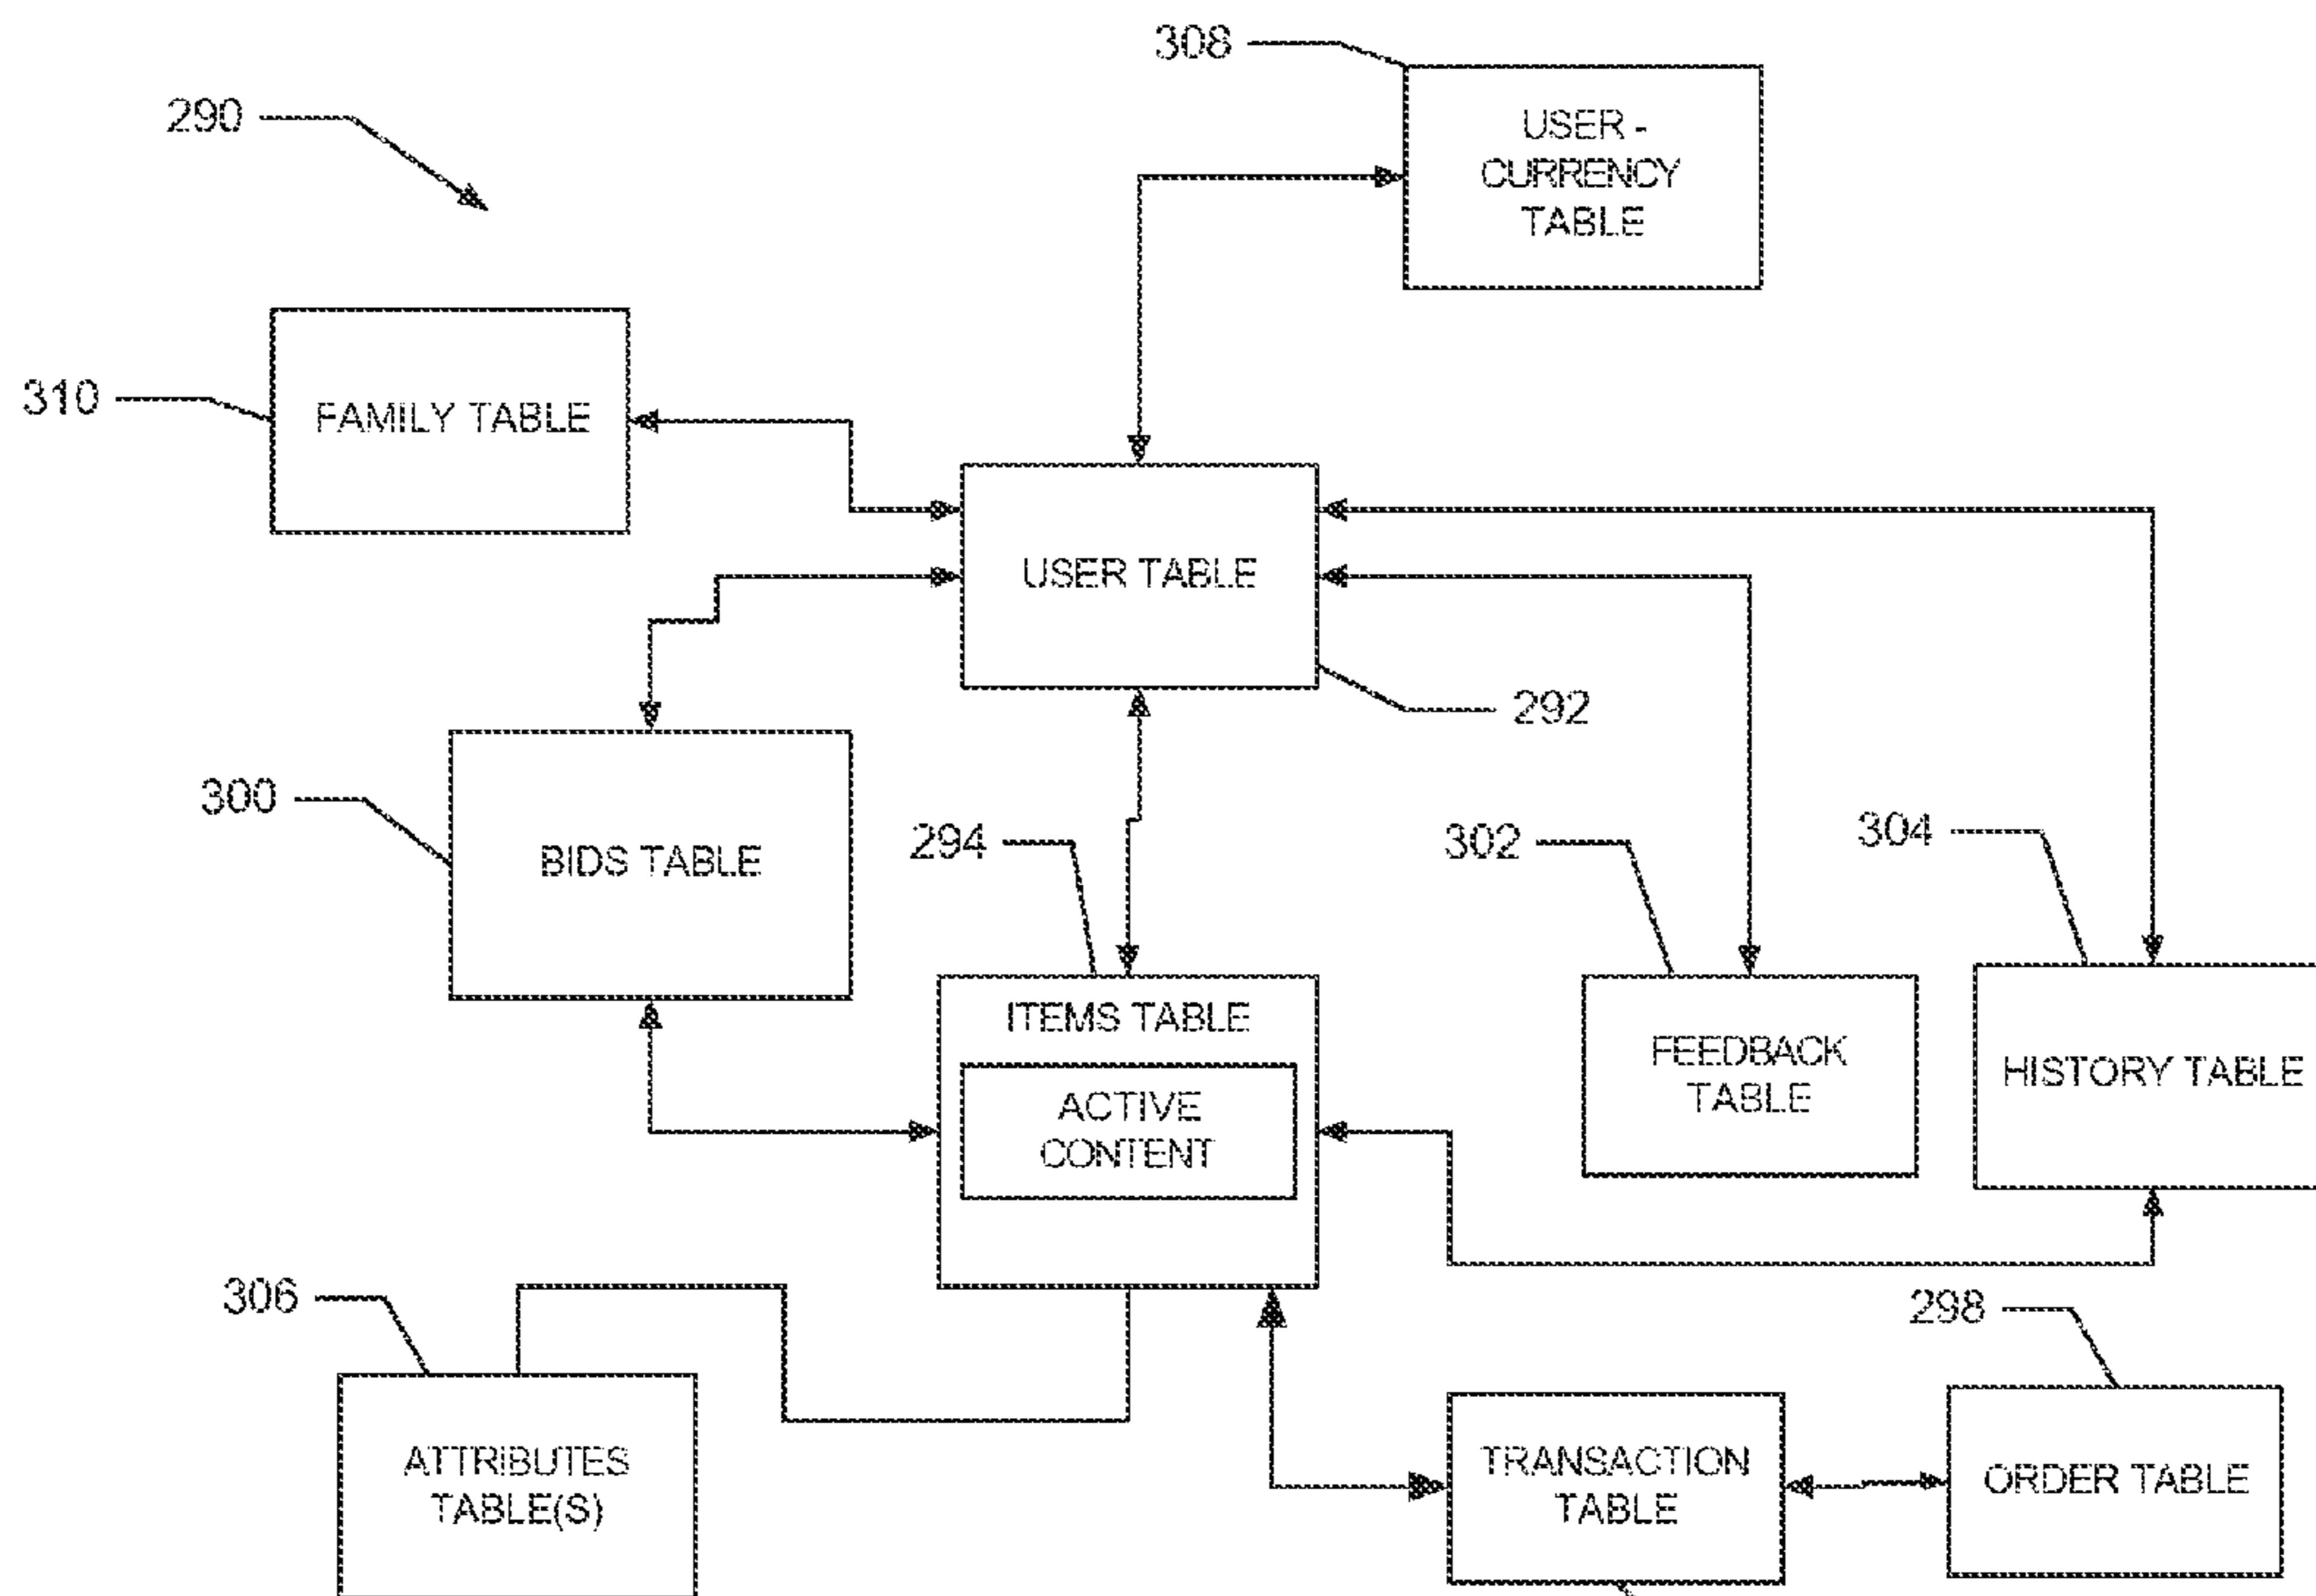 308
USER -
CURRENCY
TABLE
290
310
FAMILY TABLE
USER TABLE
292
300
BIDS TABLE
294
302
304
ITEMS TABLE
ACTIVE
CONTENT
FEEDBACK
TABLE
HISTORY TABLE
306
298
ATTRIBUTES
TABLE(S)
TRANSACTION
TABLE
ORDER TABLE